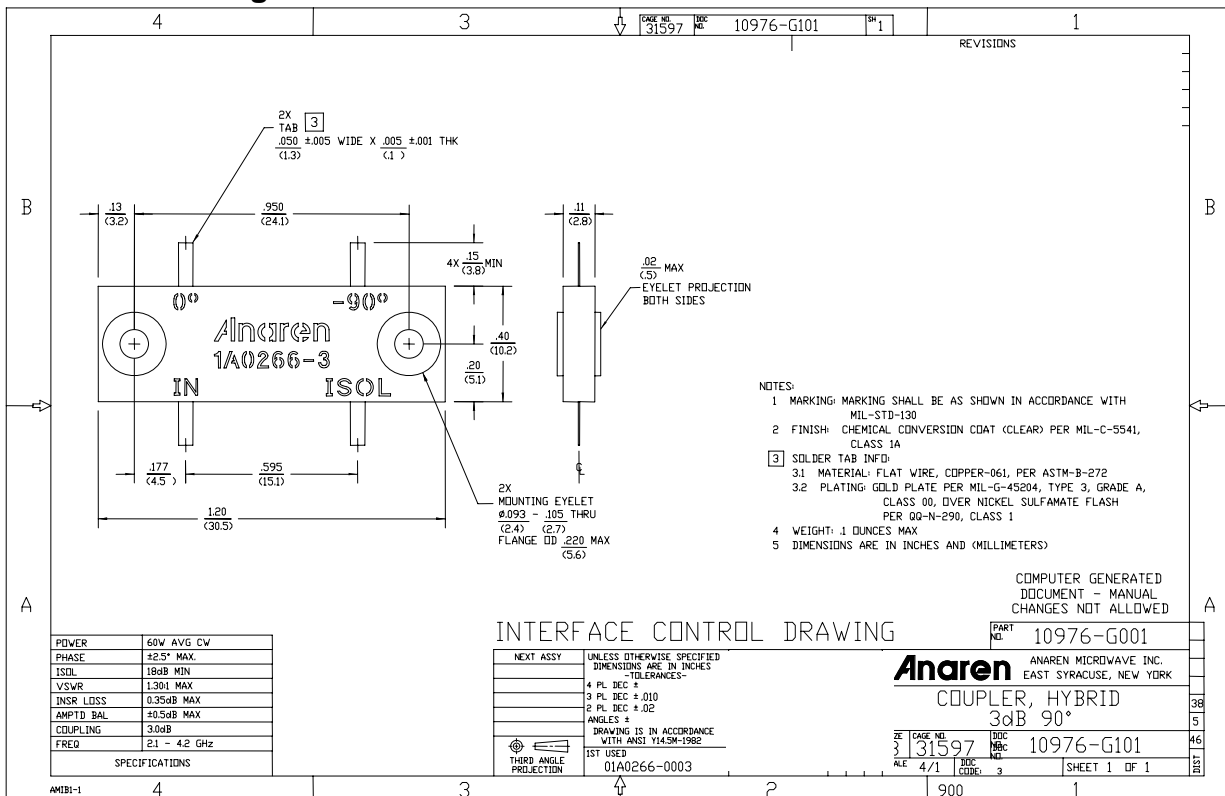 4
3
CAGE NO. 31597
DOC NO. 10976-G101
SH 1
1
REVISIONS
B
B
2X
TAB 3
.050 ±.005 WIDE X .005 ±.001 THK
(1.3) (.1 )
.13
(3.2)
.950
(24.1)
.11
(2.8)
4X .15 MIN
(3.8)
.02 MAX
(.5)
EYELET PROJECTION
BOTH SIDES
0°
-90°
Anaren
1A0266-3
IN
ISOL
.40
(10.2)
.20
(5.1)
.177
(4.5 )
.595
(15.1)
1.20
(30.5)
℄
2X
MOUNTING EYELET
ø.093 - .105 THRU
(2.4) (2.7)
FLANGE OD .220 MAX
(5.6)
NOTES:
1 MARKING: MARKING SHALL BE AS SHOWN IN ACCORDANCE WITH
MIL-STD-130
2 FINISH: CHEMICAL CONVERSION COAT (CLEAR) PER MIL-C-5541,
CLASS 1A
3 SOLDER TAB INFO:
3.1 MATERIAL: FLAT WIRE, COPPER-061, PER ASTM-B-272
3.2 PLATING: GOLD PLATE PER MIL-G-45204, TYPE 3, GRADE A,
CLASS 00, OVER NICKEL SULFAMATE FLASH
PER QQ-N-290, CLASS 1
4 WEIGHT: .1 OUNCES MAX
5 DIMENSIONS ARE IN INCHES AND (MILLIMETERS)
COMPUTER GENERATED
DOCUMENT - MANUAL
CHANGES NOT ALLOWED
A
A
POWER 60W AVG CW
PHASE ±2.5° MAX.
ISOL 18dB MIN
VSWR 1.30:1 MAX
INSR LOSS 0.35dB MAX
AMPTD BAL ±0.5dB MAX
COUPLING 3.0dB
FREQ 2.1 - 4.2 GHz
SPECIFICATIONS
INTERFACE CONTROL DRAWING
NEXT ASSY
UNLESS OTHERWISE SPECIFIED
DIMENSIONS ARE IN INCHES
-TOLERANCES-
4 PL DEC ±
3 PL DEC ±.010
2 PL DEC ±.02
ANGLES ±
DRAWING IS IN ACCORDANCE
WITH ANSI Y14.5M-1982
THIRD ANGLE
PROJECTION
1ST USED
01A0266-0003
PART NO. 10976-G001
Anaren
ANAREN MICROWAVE INC.
EAST SYRACUSE, NEW YORK
COUPLER, HYBRID
3dB 90°
CAGE NO. 31597
DOC NO. 10976-G101
4/1
DOC CODE: 3
SHEET 1 OF 1
38
5
46
DIST
AMIB1-1
4
3
900
1